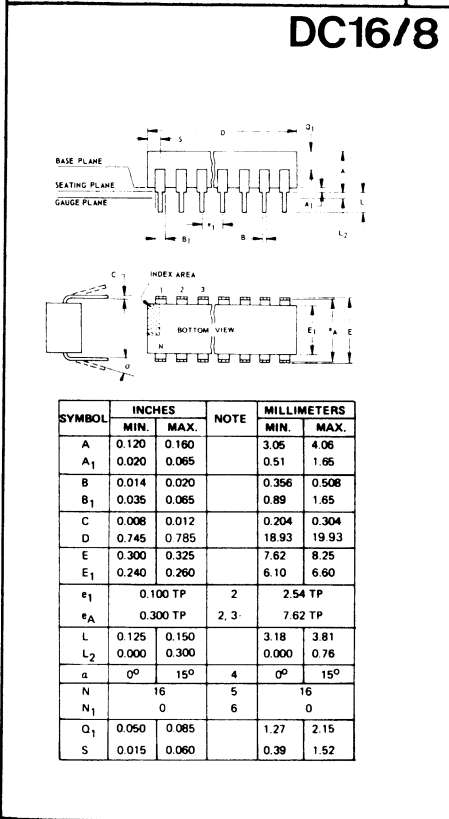 DC16/8
D
S
Q1
BASE PLANE
SEATING PLANE
GAUGE PLANE
A
A1
L
L2
B1
e1
B
C
INDEX AREA
1 2 3
BOTTOM VIEW
N
E1
eA
E
α
SYMBOL INCHES NOTE MILLIMETERS
MIN. MAX. MIN. MAX.
A 0.120 0.160 3.05 4.06
A1 0.020 0.065 0.51 1.65
B 0.014 0.020 0.356 0.508
B1 0.035 0.065 0.89 1.65
C 0.008 0.012 0.204 0.304
D 0.745 0.785 18.93 19.93
E 0.300 0.325 7.62 8.25
E1 0.240 0.260 6.10 6.60
e1 0.100 TP 2 2.54 TP
eA 0.300 TP 2, 3 7.62 TP
L 0.125 0.150 3.18 3.81
L2 0.000 0.300 0.000 0.76
α 0° 15° 4 0° 15°
N 16 5 16
N1 0 6 0
Q1 0.050 0.085 1.27 2.15
S 0.015 0.060 0.39 1.52